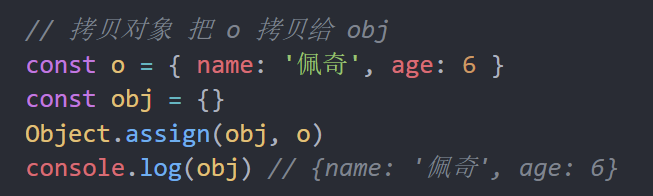 // 拷贝对象 把 o 拷贝给 obj
const o = { name: '佩奇', age: 6 }
const obj = {}
Object.assign(obj, o)
console.log(obj) // {name: '佩奇', age: 6}